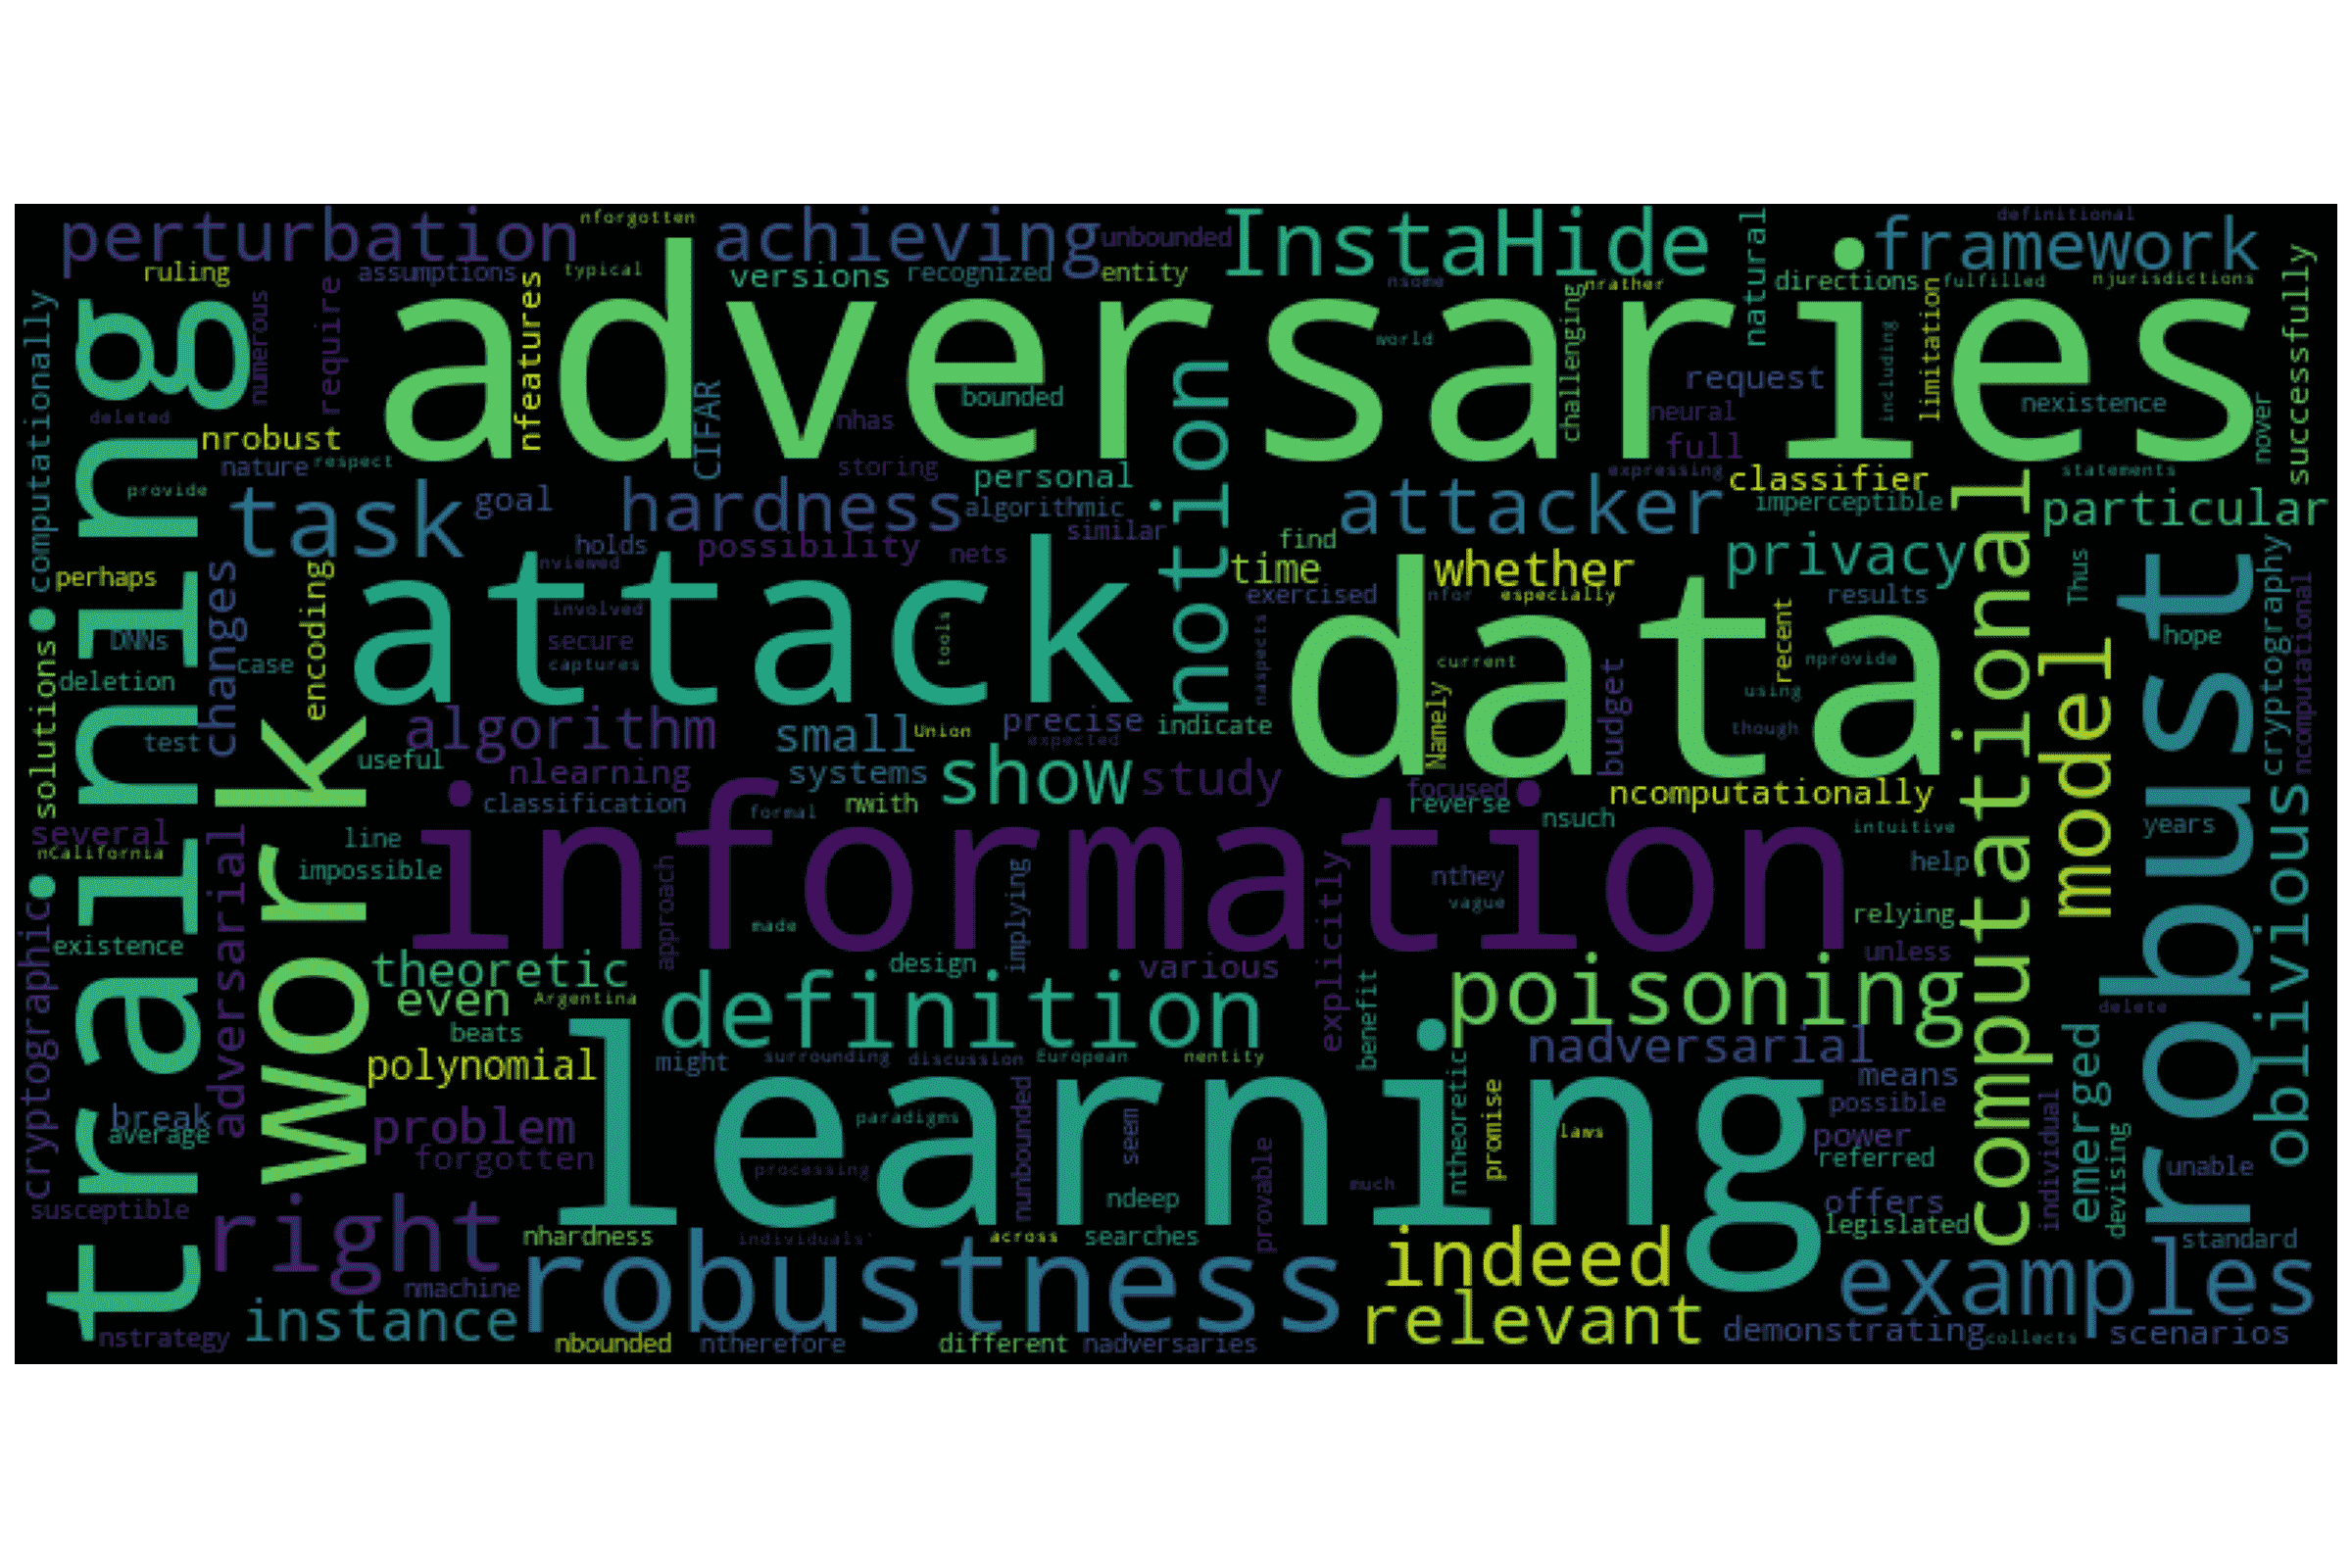 perturbation
nforgotten
achieving
unbounded
InstaHide
natural
framework
definitional
ruling
assumptions
nfeatures
typical
versions
recognized
entity
adversaries
nsome
nrather
challenging
directions
fulfilled
njurisdictions
successfully
computationally
training
numerous
require
deleted
nrobust
CIFAR
nhas
bounded
notion
world
request
neural
full
including
limitation
nexistence
nover
nature
respect
storing
personal
expressing
classifier
statements
provide
task
goal
hardness
algorithmic
similar
attacker
imperceptible
computational
particular
holds
possibility
nets
find
time
whether
privacy
Thus
cryptography
perhaps
changes
encoding
nviewed
attack
involved
secure
captures
tools
exercised
nfor
especially
data
recent
results
robust
ncomputational
DNNs
solutions
deletion
case
naspects
current
nprovide
model
hope
work
algorithm
small
Union
precise
expected
indicate
Namely
using
though
budget
test
useful
nlearning
systems
show
study
focused
reverse
ncomputationally
oblivious
several
nCalifornia
adversarial
line
classification
formal
nwith
information
nsuch
intuitive
years
impossible
explicitly
nthey
vague
help
cryptographic
existence
approach
made
implying
relying
unless
theoretic
even
Argentina
design
various
definition
poisoning
delete
beats
polynomial
might
surrounding
discussion
European
nentity
benefit
nadversarial
means
emerged
break
average
problem
forgotten
learning
paradigms
processing
nunbounded
seem
provable
ntheoretic
promise
laws
possible
power
referred
individual
devising
unable
susceptible
right
ndeep
much
offers
legislated
nhardness
individuals'
across
searches
standard
nmachine
robustness
indeed
examples
nstrategy
instance
nbounded
ntherefore
different
nadversaries
relevant
demonstrating
collects
scenarios